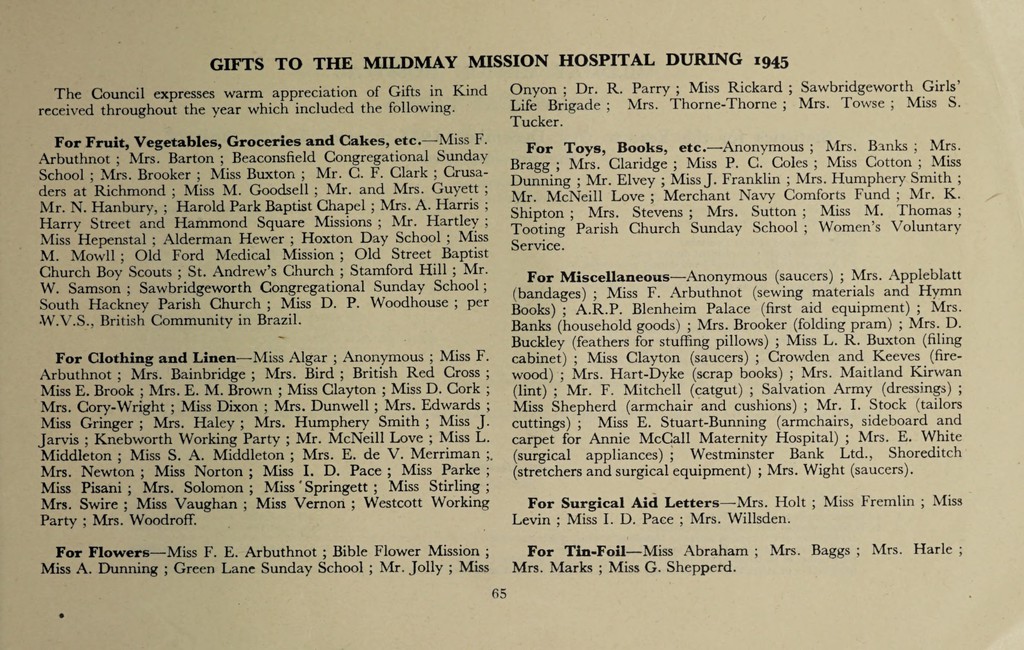 GIFTS TO THE MILDMAY MISSION HOSPITAL DURING 1945
The Council expresses warm appreciation of Gifts in Kind
received throughout the year which included the following.
For Fruit, Vegetables, Groceries and Cakes, etc.—Miss F.
Arbuthnot ; Mrs. Barton ; Beaconsfield Congregational Sunday
School ; Mrs. Brooker ; Miss Buxton ; Mr. C. F. Clark ; Crusa-
ders at Richmond ; Miss M. Goodsell ; Mr. and Mrs. Guyett ;
Mr. N. Hanbury, ; Harold Park Baptist Chapel ; Mrs. A. Harris ;
Harry Street and Hammond Square Missions ; Mr. Hartley ;
Miss Hepenstal ; Alderman Hewer ; Hoxton Day School ; Miss
M. Mowll ; Old Ford Medical Mission ; Old Street Baptist
Church Boy Scouts ; St. Andrew's Church ; Stamford Hill ; Mr.
W. Samson ; Sawbridgeworth Congregational Sunday School ;
South Hackney Parish Church ; Miss D. P. Woodhouse ; per
W.V.S., British Community in Brazil.
For Clothing and Linen—Miss Algar ; Anonymous ; Miss F.
Arbuthnot ; Mrs. Bainbridge ; Mrs. Bird ; British Red Cross ;
Miss E. Brook ; Mrs. E. M. Brown ; Miss Clayton ; Miss D. Cork ;
Mrs. Cory-Wright ; Miss Dixon ; Mrs. Dunwell ; Mrs. Edwards ;
Miss Gringer ; Mrs. Haley ; Mrs. Humphery Smith ; Miss J.
Jarvis ; Knebworth Working Party ; Mr. McNeill Love ; Miss L.
Middleton ; Miss S. A. Middleton ; Mrs. E. de V. Merriman ;
Mrs. Newton ; Miss Norton ; Miss I. D. Pace ; Miss Parke ;
Miss Pisani ; Mrs. Solomon ; Miss Springett ; Miss Stirling ;
Mrs. Swire ; Miss Vaughan ; Miss Vernon ; Westcott Working
Party ; Mrs. Woodroff.
For Flowers—Miss F. E. Arbuthnot ; Bible Flower Mission ;
Miss A. Dunning ; Green Lane Sunday School ; Mr. Jolly ; Miss
Onyon ; Dr. R. Parry ; Miss Rickard ; Sawbridgeworth Girls'
Life Brigade ; Mrs. Thorne-Thorne ; Mrs. Towse ; Miss S.
Tucker.
For Toys, Books, etc.—Anonymous ; Mrs. Banks ; Mrs.
Bragg ; Mrs. Claridge ; Miss P. C. Coles ; Miss Cotton ; Miss
Dunning ; Mr. Elvey ; Miss J. Franklin ; Mrs. Humphery Smith ;
Mr. McNeill Love ; Merchant Navy Comforts Fund ; Mr. K.
Shipton ; Mrs. Stevens ; Mrs. Sutton ; Miss M. Thomas ;
Tooting Parish Church Sunday School ; Women's Voluntary
Service.
For Miscellaneous—Anonymous (saucers) ; Mrs. Appleblatt
(bandages) ; Miss F. Arbuthnot (sewing materials and Hymn
Books) ; A.R.P. Blenheim Palace (first aid equipment) ; Mrs.
Banks (household goods) ; Mrs. Brooker (folding pram) ; Mrs. D.
Buckley (feathers for stuffing pillows) ; Miss L. R. Buxton (filing
cabinet) ; Miss Clayton (saucers) ; Crowden and Keeves (fire-
wood) ; Mrs. Hart-Dyke (scrap books) ; Mrs. Maitland Kirwan
(lint) ; Mr. F. Mitchell (catgut) ; Salvation Army (dressings) ;
Miss Shepherd (armchair and cushions) ; Mr. I. Stock (tailors
cuttings) ; Miss E. Stuart-Bunning (armchairs, sideboard and
carpet for Annie McCall Maternity Hospital) ; Mrs. E. White
(surgical appliances) ; Westminster Bank Ltd., Shoreditch
(stretchers and surgical equipment) ; Mrs. Wight (saucers).
For Surgical Aid Letters—Mrs. Holt ; Miss Fremlin ; Miss
Levin ; Miss I. D. Pace ; Mrs. Willsden.
For Tin-Foil—Miss Abraham ; Mrs. Baggs ; Mrs. Harle ;
Mrs. Marks ; Miss G. Shepperd.
65